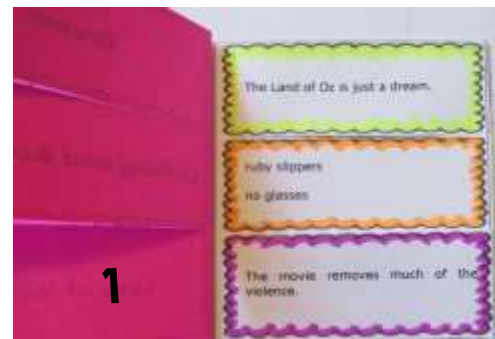 The Land of Oz is just a dream.
ruby slippers
no glasses
The movie removes much of the
violence.
1